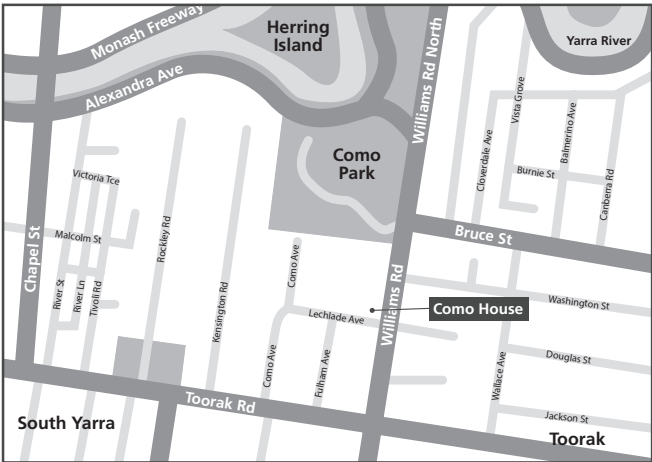 Monash Freeway
Herring
Island
Williams Rd North
Yarra River
Alexandra Ave
Vista Grove
Cloverdale Ave
Balmerino Ave
Como
Park
Burnie St
Canberra Rd
Victoria Tce
Chapel St
Malcolm St
Rockley Rd
Bruce St
River St
River Ln
Tivoli Rd
Kensington Rd
Como Ave
Williams Rd
Washington St
Lechlade Ave
Como House
Como Ave
Fulham Ave
Wallace Ave
Douglas St
Toorak Rd
Jackson St
South Yarra
Toorak